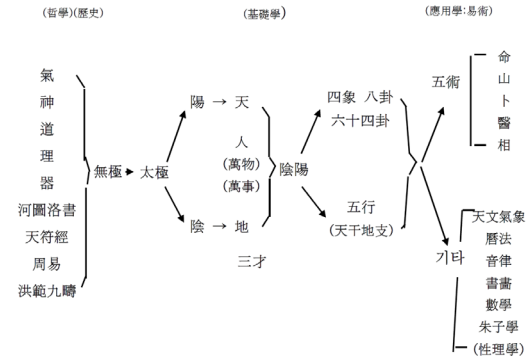 (哲學)(歷史)
(基礎學)
(應用學:易術)
氣
神
道
理
器
河圖洛書
天符經
周易
洪範九疇
無極
太極
陽 → 天
人
(萬物)
(萬事)
陰 → 地
三才
陰陽
四象 八卦
六十四卦
五行
(天干地支)
五術
命
山
卜
醫
相
기타
天文氣象
曆法
音律
書畵
數學
朱子學
(性理學)